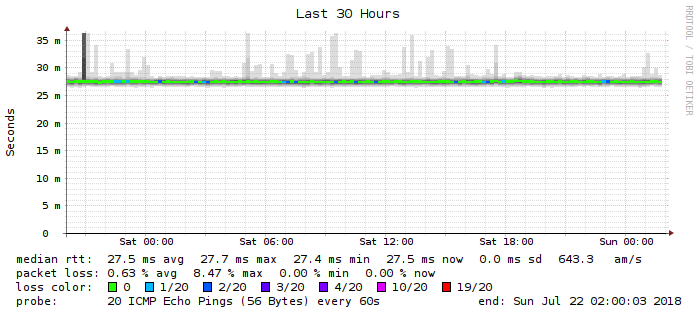 Last 30 Hours
RRDTOOL / TOBI OETIKER
Seconds
35 m
30 m
25 m
20 m
15 m
10 m
5 m
0
Sat 00:00 Sat 06:00 Sat 12:00 Sat 18:00 Sun 00:00
median rtt: 27.5 ms avg 27.7 ms max 27.4 ms min 27.5 ms now 0.0 ms sd 643.3 am/s
packet loss: 0.63 % avg 8.47 % max 0.00 % min 0.00 % now
loss color: 0 1/20 2/20 3/20 4/20 10/20 19/20
probe: 20 ICMP Echo Pings (56 Bytes) every 60s end: Sun Jul 22 02:00:03 2018